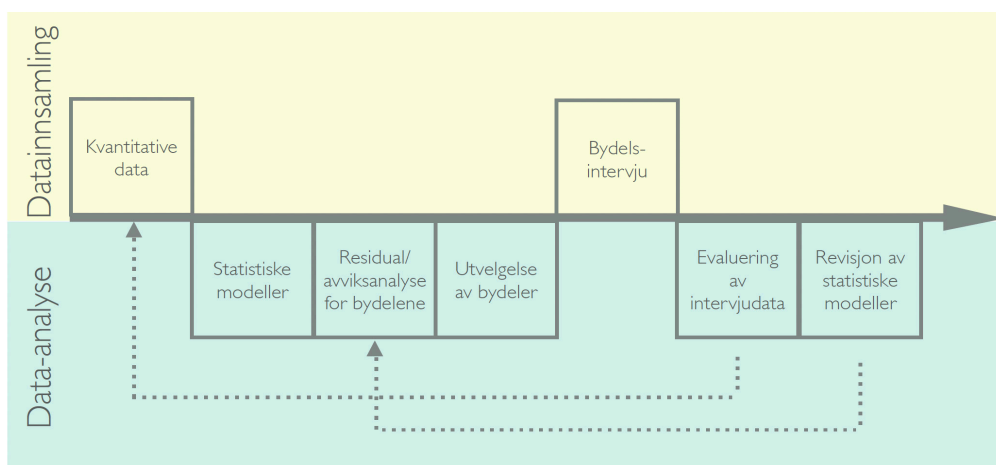 Datainnsamling
Kvantitative
data
Bydels-
intervju
Data-analyse
Statistiske
modeller
Residual/
avviksanalyse
for bydelene
Utvelgelse
av bydeler
Evaluering
av
intervjudata
Revisjon av
statistiske
modeller